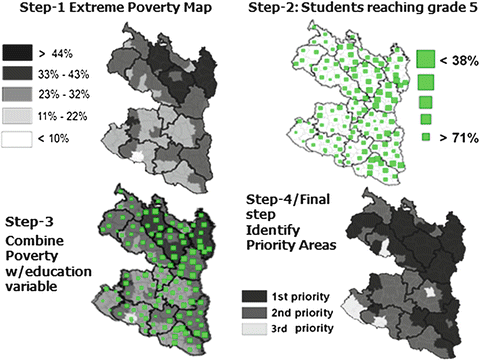 Step-1 Extreme Poverty Map
> 44%
33% - 43%
23% - 32%
11% - 22%
< 10%
Step-2: Students reaching grade 5
< 38%
> 71%
Step-3
Combine
Poverty
w/education
variable
Step-4/Final
step
Identify
Priority Areas
1st priority
2nd priority
3rd priority